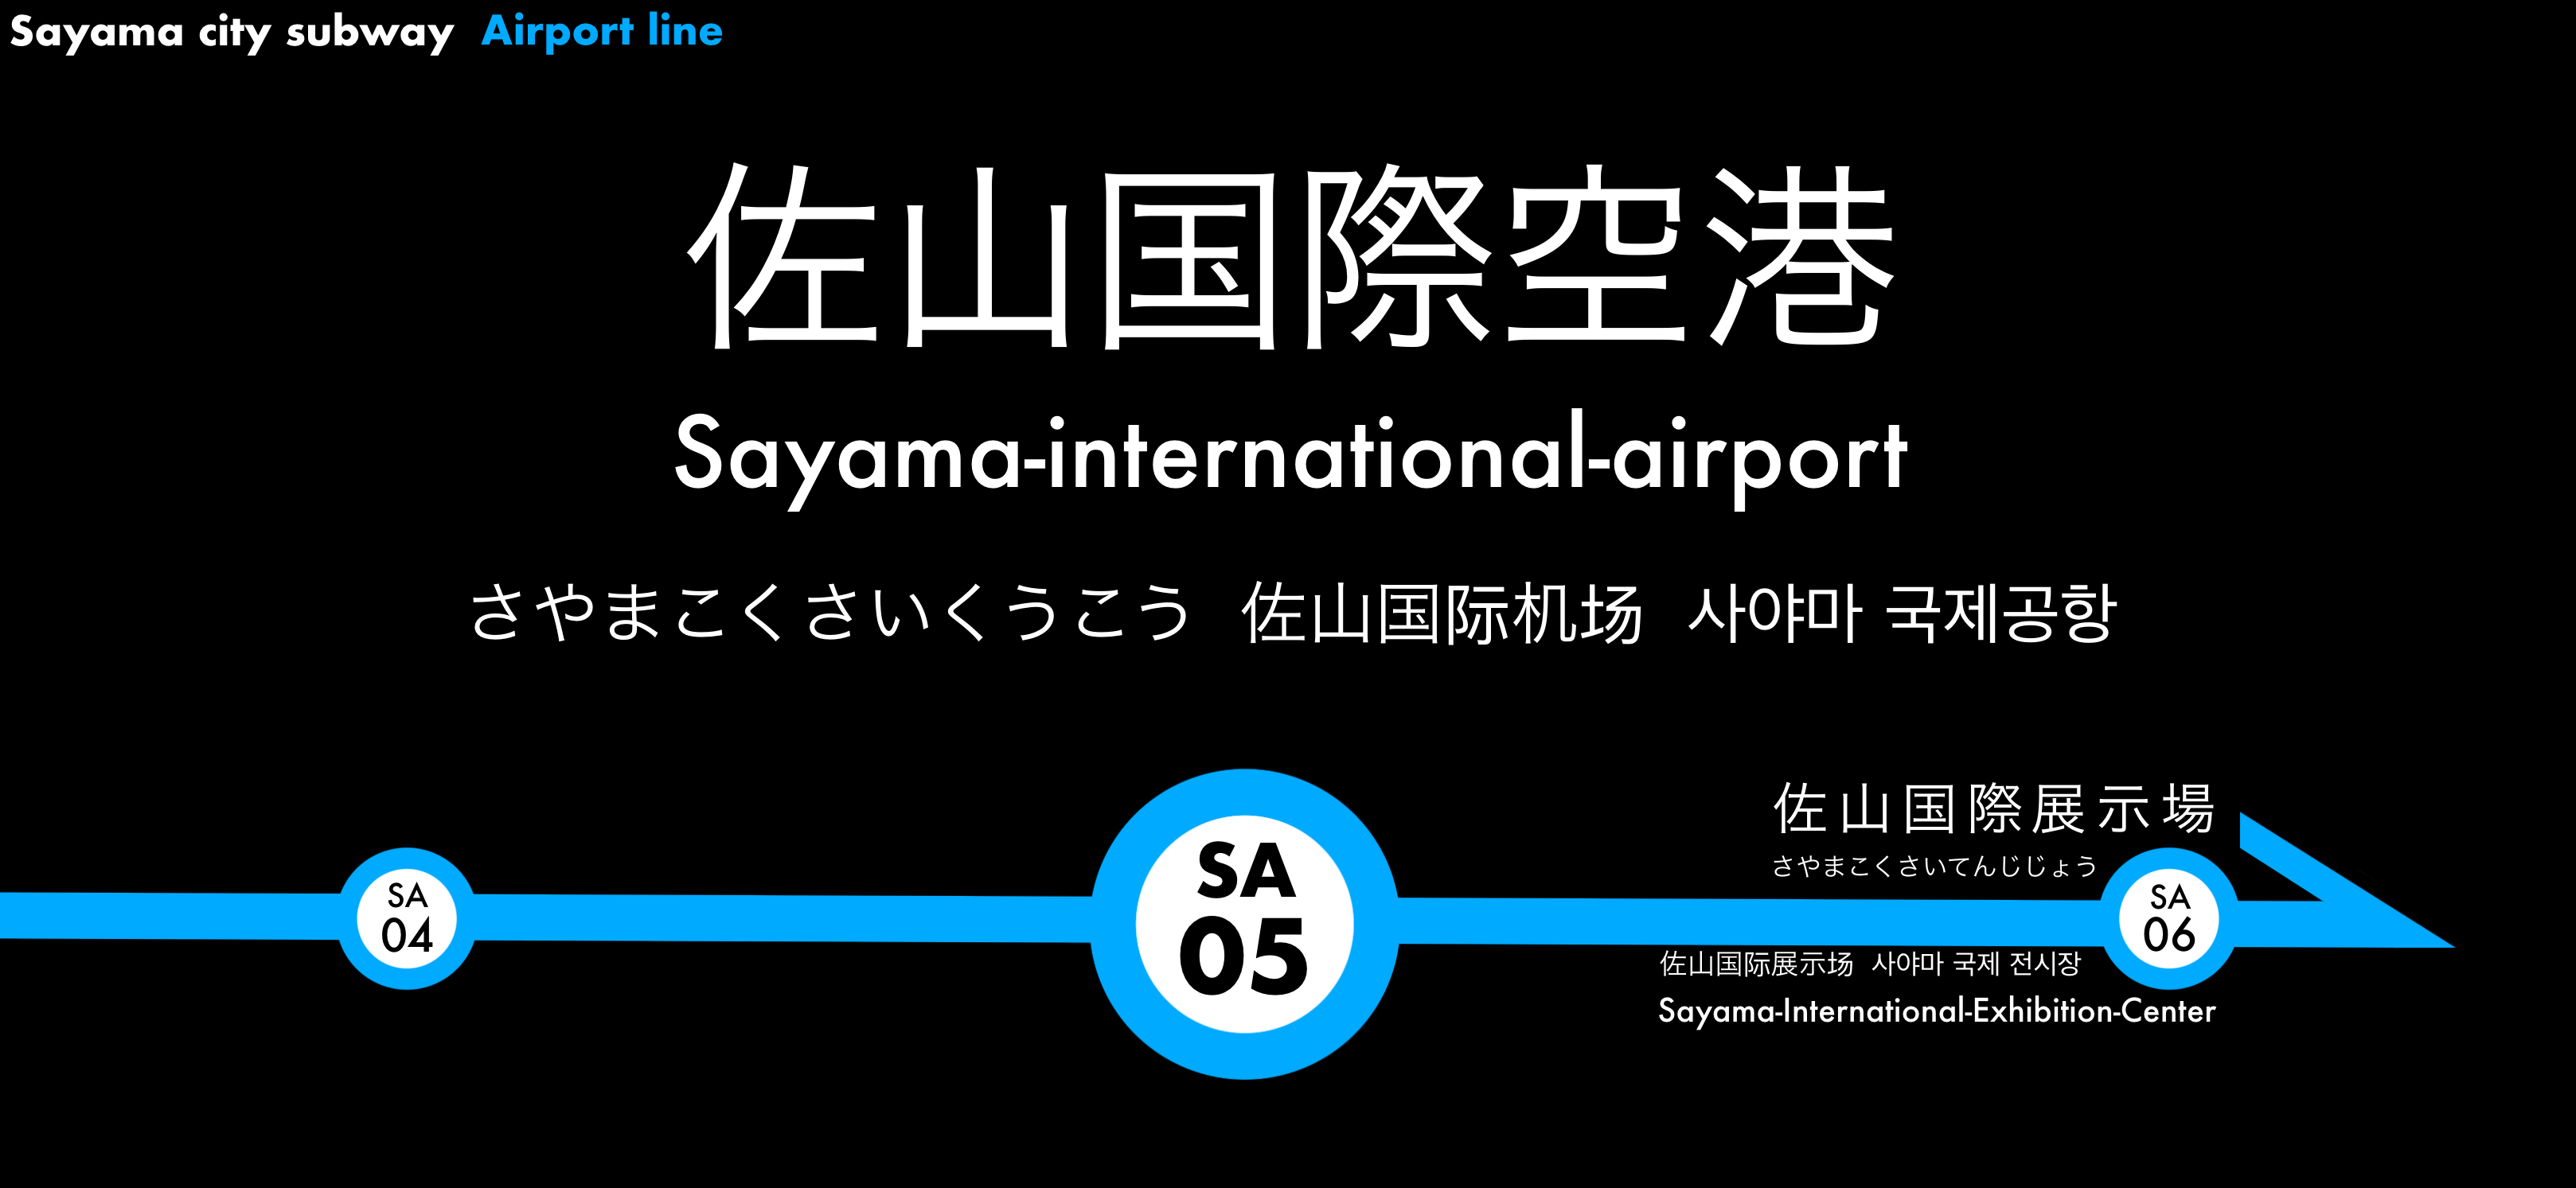 Sayama city subway Airport line
佐山国際空港
Sayama-international-airport
さやまこくさいくうこう 佐山国际机场 사야마 국제공항
SA
04
SA
05
佐山国際展示場
さやまこくさいてんじじょう
SA
06
佐山国际展示场 사야마 국제 전시장
Sayama-International-Exhibition-Center